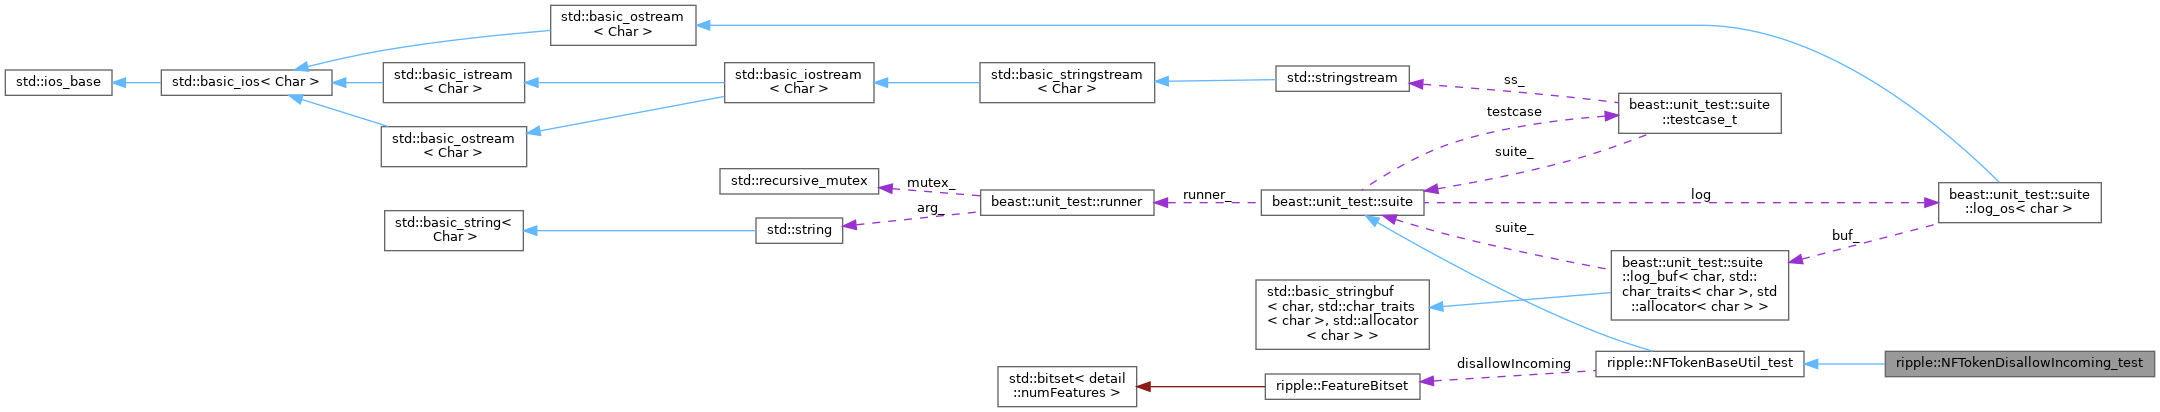 std::basic_ostream
< Char >
std::ios_base
std::basic_ios< Char >
std::basic_istream
< Char >
std::basic_iostream
< Char >
std::basic_stringstream
< Char >
std::stringstream
ss_
testcase
beast::unit_test::suite
::testcase_t
std::basic_ostream
< Char >
suite_
std::recursive_mutex
mutex_
beast::unit_test::runner
runner_
beast::unit_test::suite
log
beast::unit_test::suite
::log_os< char >
arg_
std::basic_string<
Char >
std::string
suite_
buf_
beast::unit_test::suite
::log_buf< char, std::
char_traits< char >, std
::allocator< char > >
std::basic_stringbuf
< char, std::char_traits
< char >, std::allocator
< char > >
disallowIncoming
ripple::NFTokenBaseUtil_test
ripple::NFTokenDisallowIncoming_test
std::bitset< detail
::numFeatures >
ripple::FeatureBitset